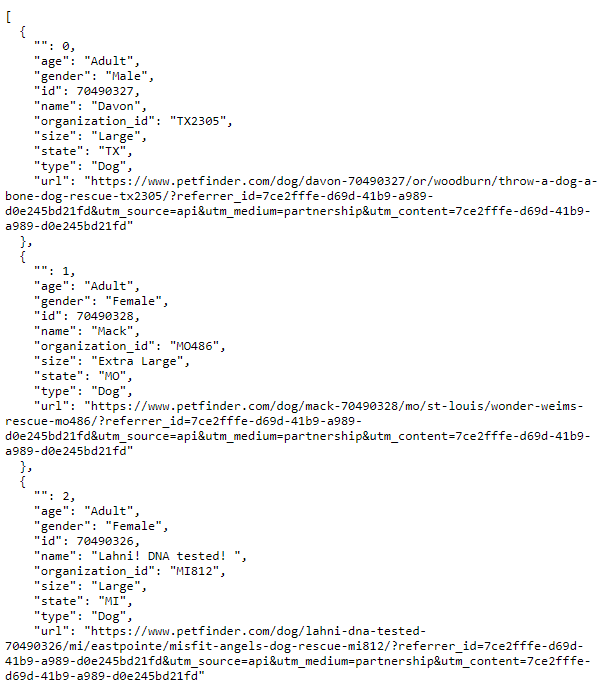 [
  {
    "": 0,
    "age": "Adult",
    "gender": "Male",
    "id": 70490327,
    "name": "Davon",
    "organization_id": "TX2305",
    "size": "Large",
    "state": "TX",
    "type": "Dog",
    "url": "https://www.petfinder.com/dog/davon-70490327/or/woodburn/throw-a-dog-a-
bone-dog-rescue-tx2305/?referrer_id=7ce2fffe-d69d-41b9-a989-
d0e245bd21fd&utm_source=api&utm_medium=partnership&utm_content=7ce2fffe-d69d-41b9-
a989-d0e245bd21fd"
  },
  {
    "": 1,
    "age": "Adult",
    "gender": "Female",
    "id": 70490328,
    "name": "Mack",
    "organization_id": "MO486",
    "size": "Extra Large",
    "state": "MO",
    "type": "Dog",
    "url": "https://www.petfinder.com/dog/mack-70490328/mo/st-louis/wonder-weims-
rescue-mo486/?referrer_id=7ce2fffe-d69d-41b9-a989-
d0e245bd21fd&utm_source=api&utm_medium=partnership&utm_content=7ce2fffe-d69d-41b9-
a989-d0e245bd21fd"
  },
  {
    "": 2,
    "age": "Adult",
    "gender": "Female",
    "id": 70490326,
    "name": "Lahni! DNA tested! ",
    "organization_id": "MI812",
    "size": "Large",
    "state": "MI",
    "type": "Dog",
    "url": "https://www.petfinder.com/dog/lahni-dna-tested-
70490326/mi/eastpointe/misfit-angels-dog-rescue-mi812/?referrer_id=7ce2fffe-d69d-
41b9-a989-d0e245bd21fd&utm_source=api&utm_medium=partnership&utm_content=7ce2fffe-
d69d-41b9-a989-d0e245bd21fd"